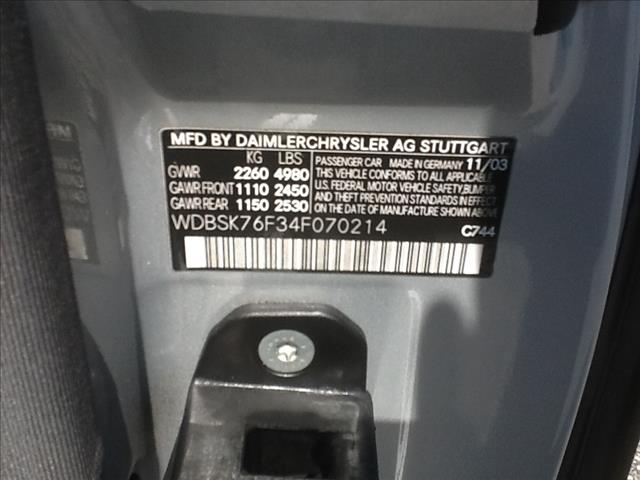 MFD BY DAIMLERCHRYSLER AG STUTTGART
KG LBS
GVWR 2260 4980
GAWR FRONT 1110 2450
GAWR REAR 1150 2530
PASSENGER CAR MADE IN GERMANY 11/03
THIS VEHICLE CONFORMS TO ALL APPLICABLE
U.S. FEDERAL MOTOR VEHICLE SAFETY, BUMPER
AND THEFT PREVENTION STANDARDS IN EFFECT ON THE
DATE OF MANUFACTURE SHOWN ABOVE
WDBSK76F34F070214
C744